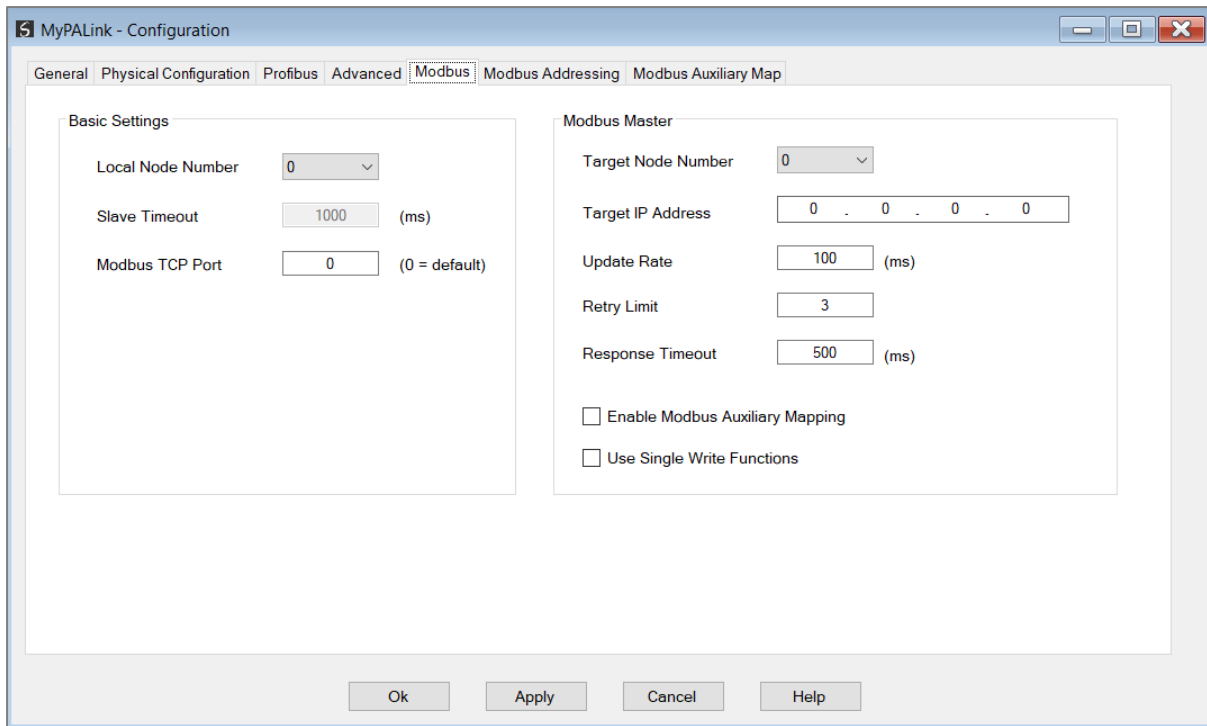 MyPALink - Configuration
General Physical Configuration Profibus Advanced Modbus Modbus Addressing Modbus Auxiliary Map
Basic Settings
Local Node Number 0
Slave Timeout 1000 (ms)
Modbus TCP Port 0 (0 = default)
Modbus Master
Target Node Number 0
Target IP Address 0 . 0 . 0 . 0
Update Rate 100 (ms)
Retry Limit 3
Response Timeout 500 (ms)
Enable Modbus Auxiliary Mapping
Use Single Write Functions
Ok Apply Cancel Help